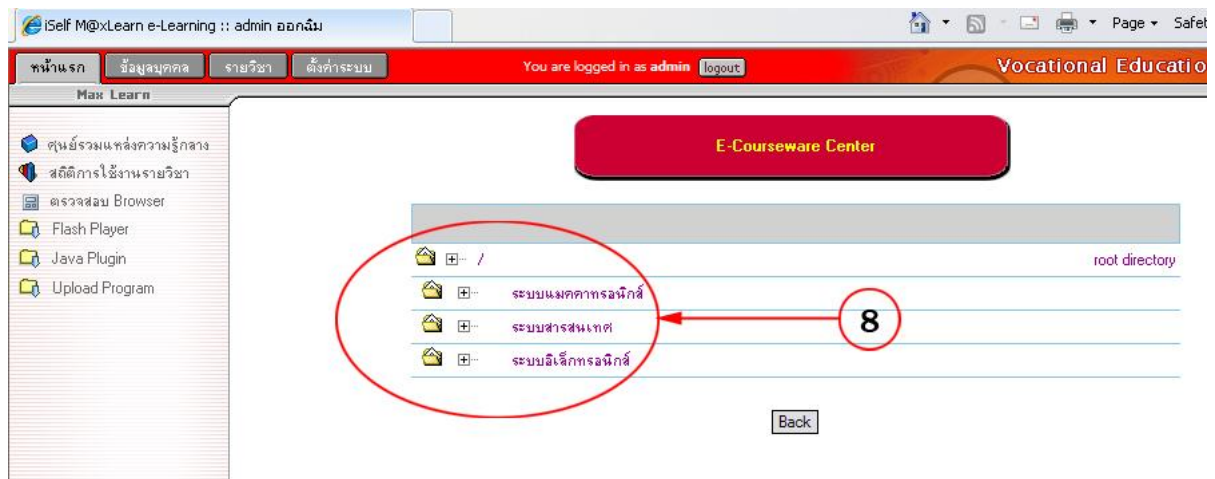 iSelf M@xLearn e-Learning :: admin ออกฉิม
Page Safet
หน้าแรก ข้อมูลบุคคล รายวิชา ตั้งค่าระบบ You are logged in as admin logout Vocational Educatio
Max Learn
ศูนย์รวมแหล่งความรู้กลาง
สถิติการใช้งานรายวิชา
ตรวจสอบ Browser
Flash Player
Java Plugin
Upload Program
E-Courseware Center
/ root directory
ระบบแมคคาทรอนิกส์
ระบบสารสนเทศ
ระบบอิเล็กทรอนิกส์
8
Back